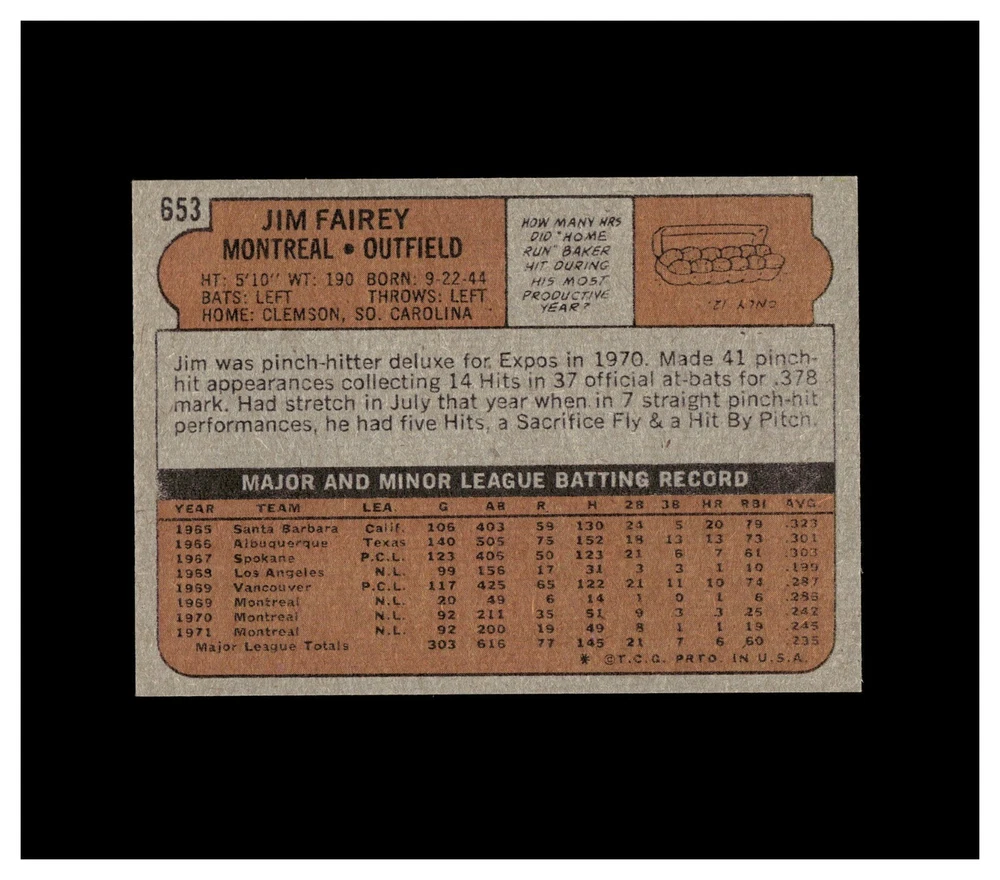 653
JIM FAIREY
MONTREAL • OUTFIELD
HT: 5'10" WT: 190 BORN: 9-22-44
BATS: LEFT THROWS: LEFT
HOME: CLEMSON, SO. CAROLINA
HOW MANY HRS
DID "HOME
RUN" BAKER
HIT DURING
HIS MOST
PRODUCTIVE
YEAR?
ONLY 12.
Jim was pinch-hitter deluxe for Expos in 1970. Made 41 pinch-
hit appearances collecting 14 Hits in 37 official at-bats for .378
mark. Had stretch in July that year when in 7 straight pinch-hit
performances, he had five Hits, a Sacrifice Fly & a Hit By Pitch.
MAJOR AND MINOR LEAGUE BATTING RECORD
YEAR TEAM LEA. G AB R. H 2B 3B HR RBI AVG.
1965 Santa Barbara Calif. 106 403 59 130 24 5 20 79 .323
1966 Albuquerque Texas 140 505 75 152 18 13 13 73 .301
1967 Spokane P.C.L. 123 406 50 123 21 6 7 61 .303
1968 Los Angeles N.L. 99 156 17 31 3 3 1 10 .199
1969 Vancouver P.C.L. 117 425 65 122 21 11 10 74 .287
1969 Montreal N.L. 20 49 6 14 1 0 1 6 .286
1970 Montreal N.L. 92 211 35 51 9 3 3 25 .242
1971 Montreal N.L. 92 200 19 49 8 1 1 19 .245
Major League Totals 303 616 77 145 21 7 6 60 .235
* ©T.C.G. PRTD. IN U.S.A.